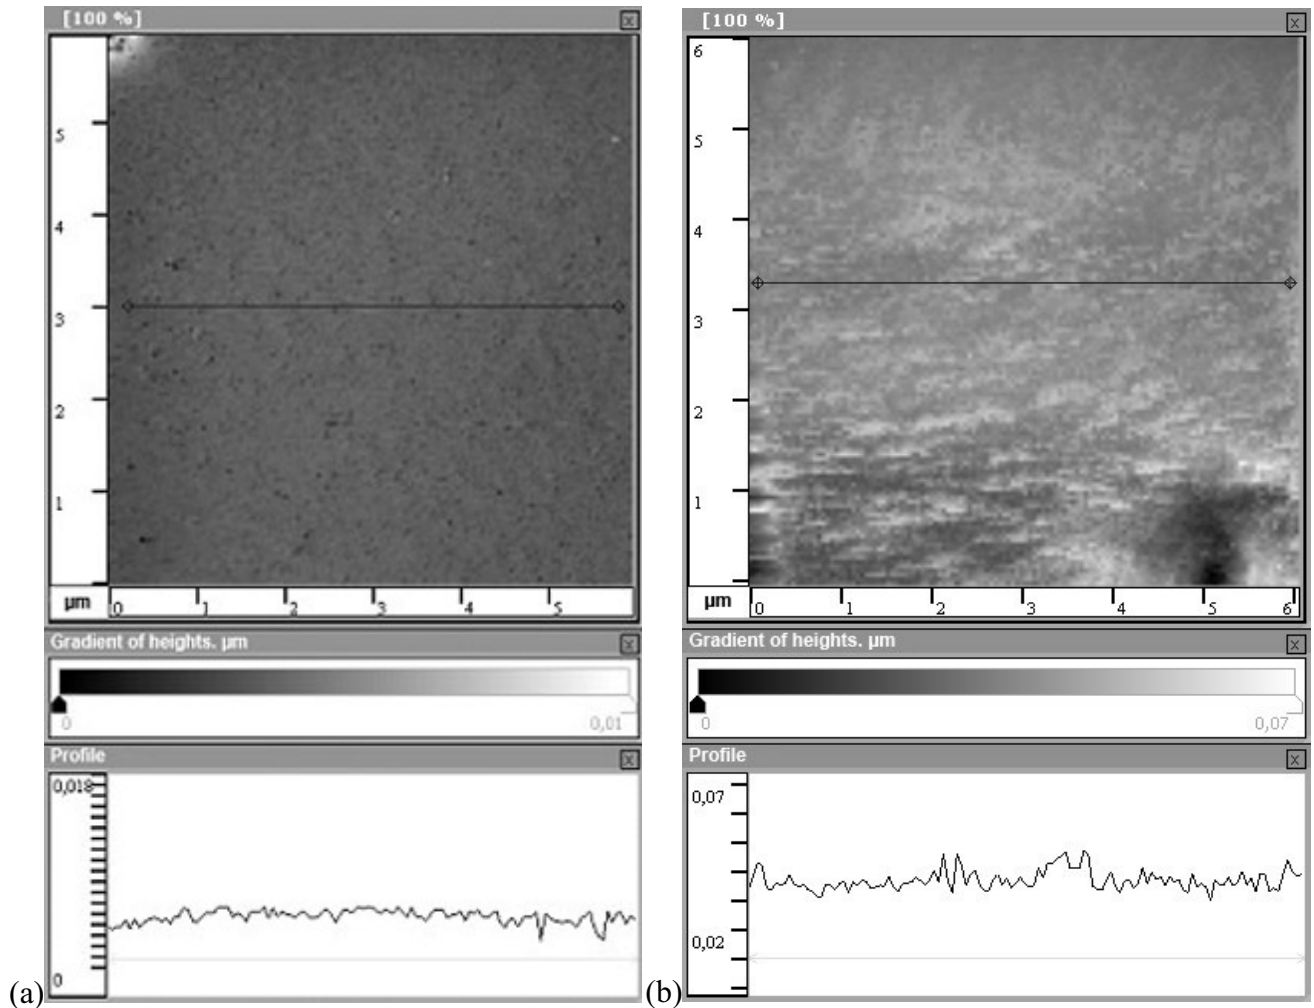 [100 %]
5
4
3
2
1
µm
0 1 2 3 4 5
Gradient of heights. µm
0 0,01
Profile
0,018
0
(a)
[100 %]
6
5
4
3
2
1
µm
0 1 2 3 4 5 6
Gradient of heights. µm
0 0,07
Profile
0,07
0,02
(b)